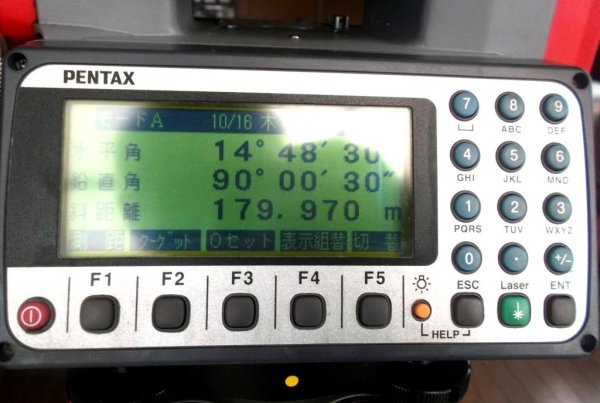 PENTAX
モードA 10/16 木
水平角 14° 48′ 30
鉛直角 90° 00′ 30″
斜距離 179.970 m
測 距 ターゲット 0セット 表示組替 切 替
F1 F2 F3 F4 F5
7 8 9
ABC DEF
4 5 6
GHI JKL MNO
1 2 3
PQRS TUV WXYZ
0 . +/-
ESC Laser ENT
HELP